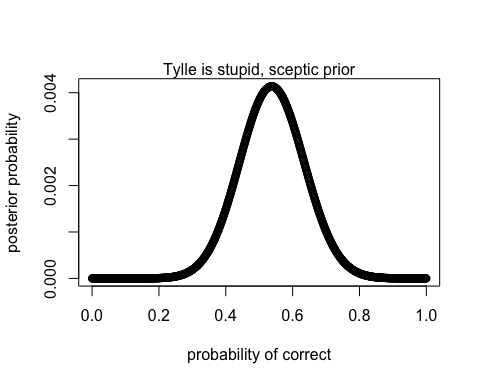 Tylle is stupid, sceptic prior
posterior probability
0.004
0.002
0.000
0.0 0.2 0.4 0.6 0.8 1.0
probability of correct